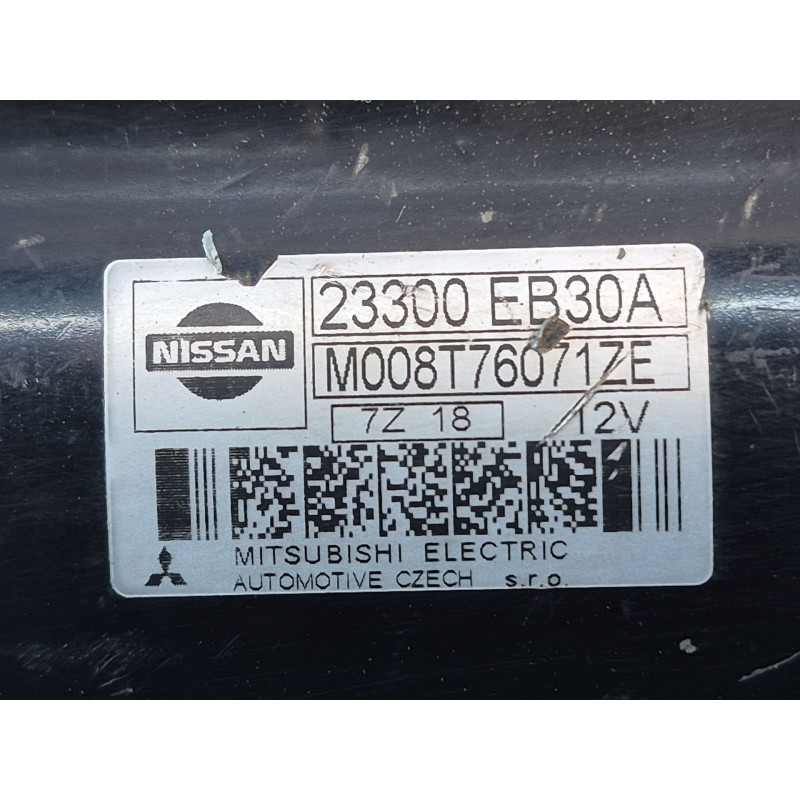 NISSAN
23300 EB30A
M008T76071ZE
7Z 18 12V
MITSUBISHI ELECTRIC
AUTOMOTIVE CZECH s.r.o.